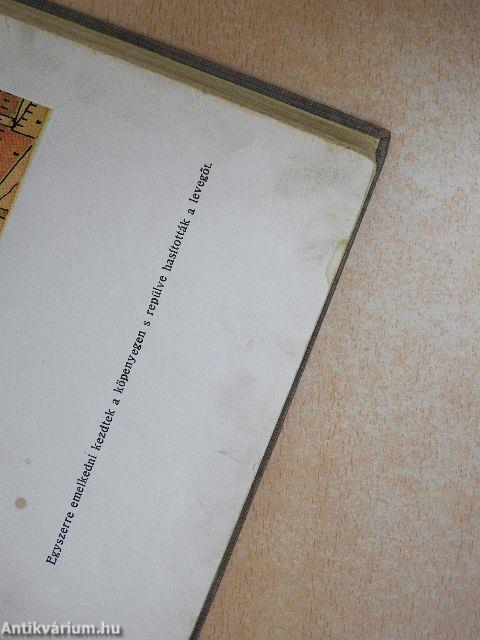 Egyszerre emelkedni kezdtek a köpenyegen s repülve hasították a levegőt.
Antikvárium.hu